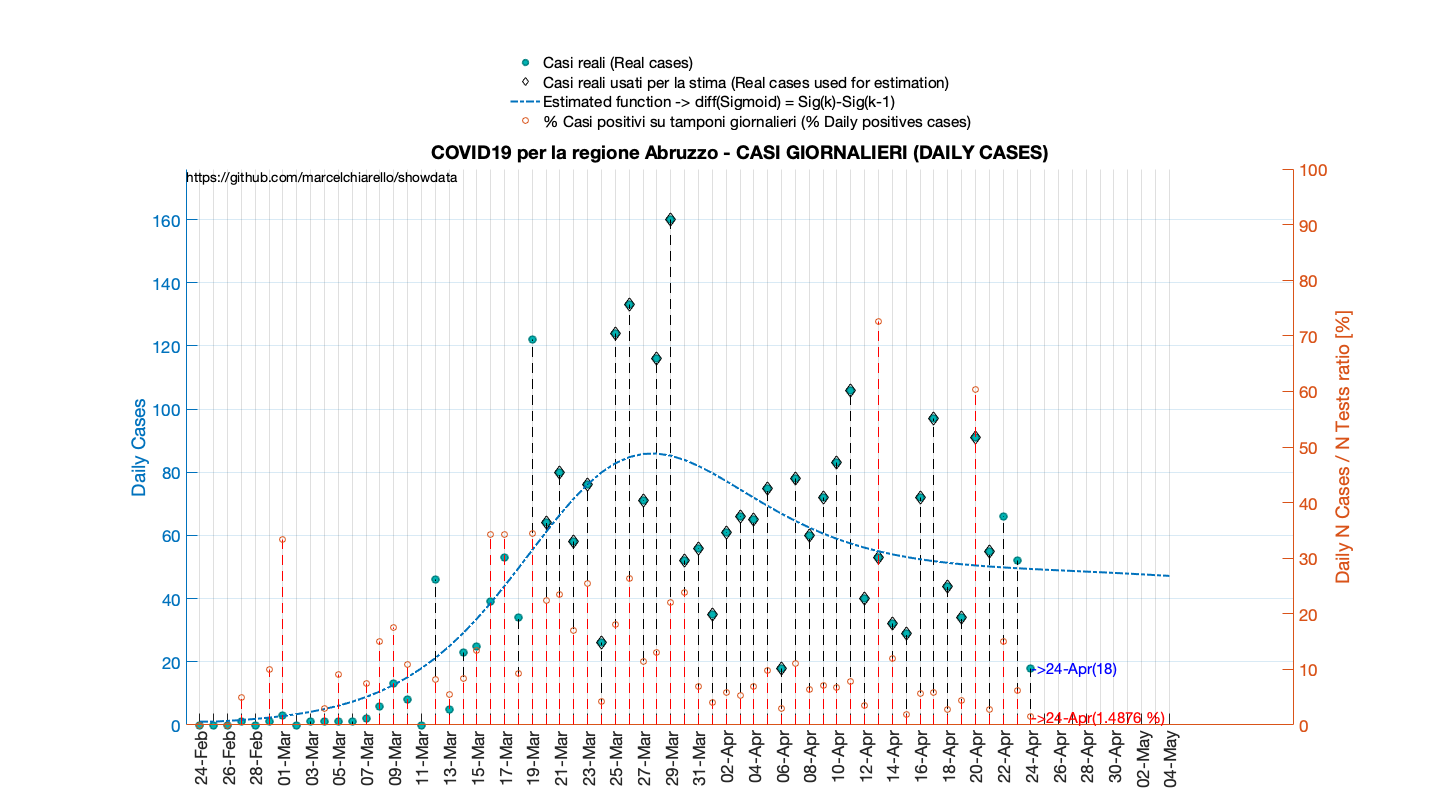 Casi reali (Real cases)
Casi reali usati per la stima (Real cases used for estimation)
Estimated function -> diff(Sigmoid) = Sig(k)-Sig(k-1)
% Casi positivi su tamponi giornalieri (% Daily positives cases)
COVID19 per la regione Abruzzo - CASI GIORNALIERI (DAILY CASES)
https://github.com/marcelchiarello/showdata
Daily Cases
160
140
120
100
80
60
40
20
0
100
90
80
70
60
50
40
30
20
10
0
Daily N Cases / N Tests ratio [%]
->24-Apr(18)
->24-Apr(1.4876 %)
24-Feb
26-Feb
28-Feb
01-Mar
03-Mar
05-Mar
07-Mar
09-Mar
11-Mar
13-Mar
15-Mar
17-Mar
19-Mar
21-Mar
23-Mar
25-Mar
27-Mar
29-Mar
31-Mar
02-Apr
04-Apr
06-Apr
08-Apr
10-Apr
12-Apr
14-Apr
16-Apr
18-Apr
20-Apr
22-Apr
24-Apr
26-Apr
28-Apr
30-Apr
02-May
04-May